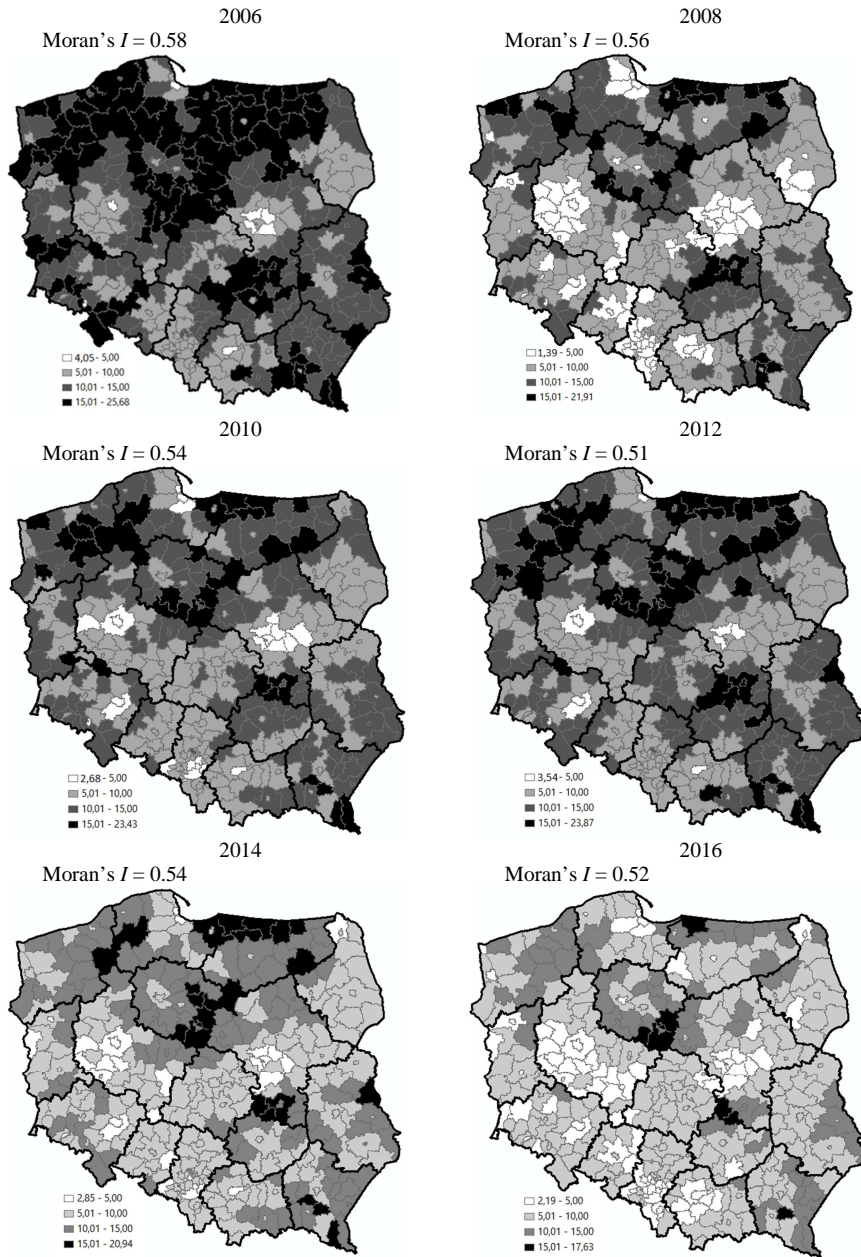 2006
Moran's I = 0.58
4,05 - 5,00
5,01 - 10,00
10,01 - 15,00
15,01 - 25,68
2008
Moran's I = 0.56
1,39 - 5,00
5,01 - 10,00
10,01 - 15,00
15,01 - 21,91
2010
Moran's I = 0.54
2,68 - 5,00
5,01 - 10,00
10,01 - 15,00
15,01 - 23,43
2012
Moran's I = 0.51
3,54 - 5,00
5,01 - 10,00
10,01 - 15,00
15,01 - 23,87
2014
Moran's I = 0.54
2,85 - 5,00
5,01 - 10,00
10,01 - 15,00
15,01 - 20,94
2016
Moran's I = 0.52
2,19 - 5,00
5,01 - 10,00
10,01 - 15,00
15,01 - 17,63